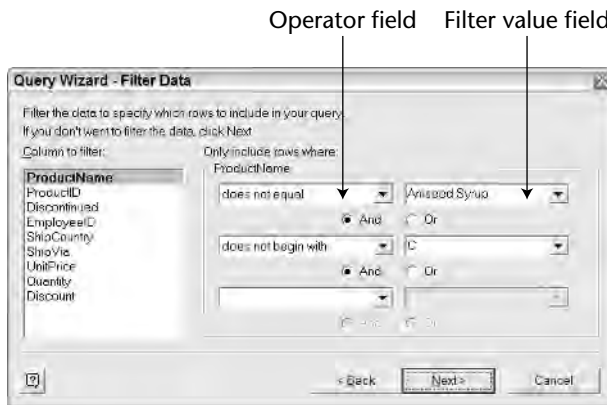 Operator field Filter value field
Query Wizard - Filter Data
Filter the data to specify which rows to include in your query.
If you don't want to filter the data, click Next
Column to filter:
Only include rows where:
ProductName
ProductName
ProductID
Discontinued
EmployeeID
ShipCountry
ShipVia
UnitPrice
Quantity
Discount
does not equal Aniseed Syrup
And Or
does not begin with C
And Or
And Or
? < Back Next > Cancel